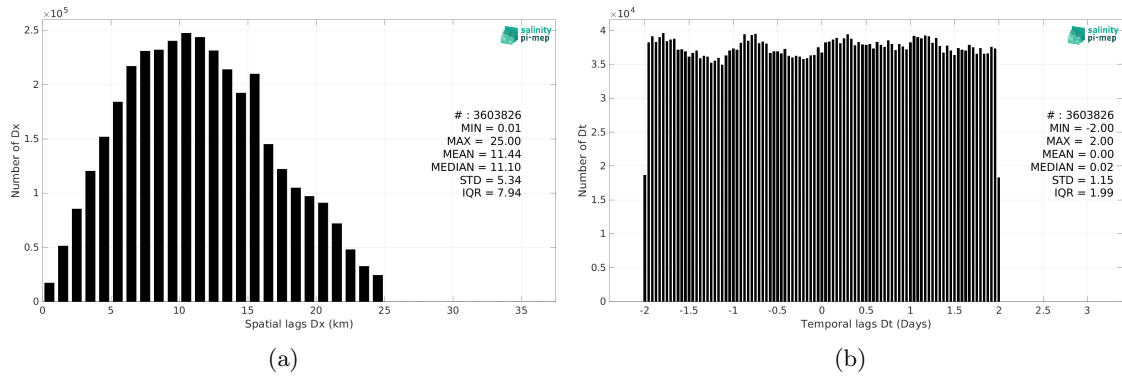 ×10⁵
2.5
2
1.5
1
0.5
0
0 5 10 15 20 25 30 35
Number of Dx
Spatial lags Dx (km)
salinity
pi-mep
# : 3603826
MIN = 0.01
MAX = 25.00
MEAN = 11.44
MEDIAN = 11.10
STD = 5.34
IQR = 7.94
(a)
×10⁴
4
3.5
3
2.5
2
1.5
1
0.5
0
-2 -1.5 -1 -0.5 0 0.5 1 1.5 2 2.5 3
Number of Dt
Temporal lags Dt (Days)
salinity
pi-mep
# : 3603826
MIN = -2.00
MAX = 2.00
MEAN = 0.00
MEDIAN = 0.02
STD = 1.15
IQR = 1.99
(b)